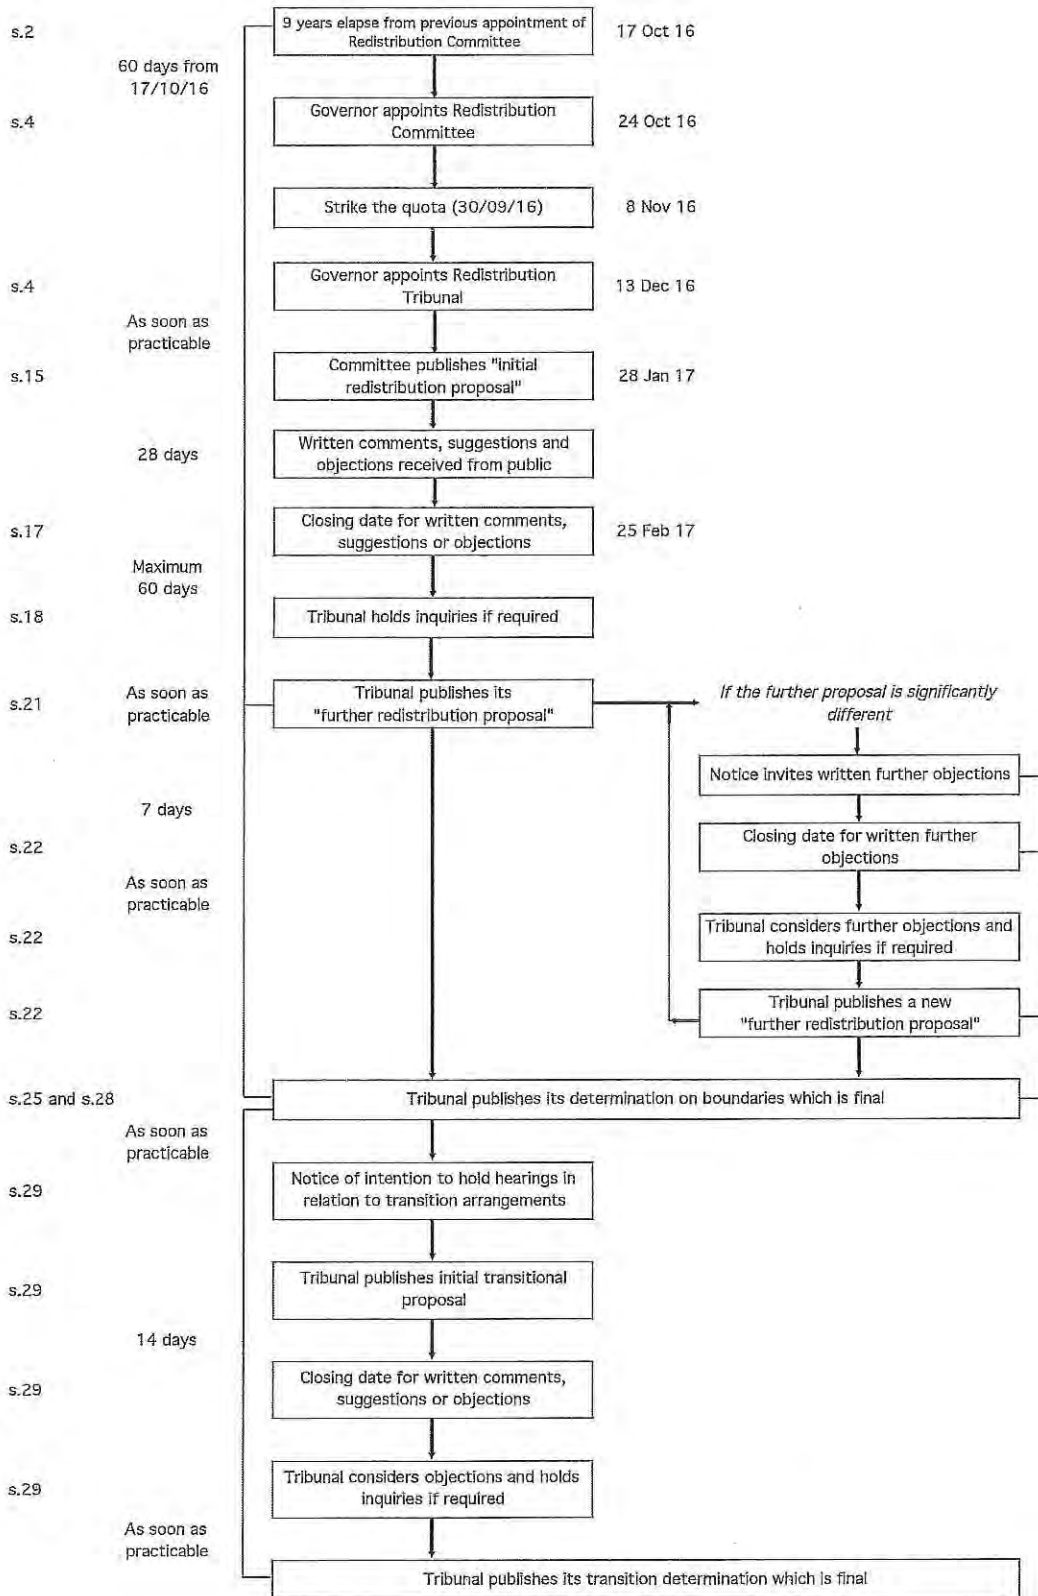 s.2
9 years elapse from previous appointment of
Redistribution Committee
17 Oct 16
60 days from
17/10/16
s.4
Governor appoints Redistribution
Committee
24 Oct 16
Strike the quota (30/09/16)
8 Nov 16
s.4
Governor appoints Redistribution
Tribunal
13 Dec 16
As soon as
practicable
s.15
Committee publishes "initial
redistribution proposal"
28 Jan 17
28 days
Written comments, suggestions and
objections received from public
s.17
Closing date for written comments,
suggestions or objections
25 Feb 17
Maximum
60 days
s.18
Tribunal holds inquiries if required
s.21
As soon as
practicable
Tribunal publishes its
"further redistribution proposal"
If the further proposal is significantly
different
Notice invites written further objections
7 days
s.22
Closing date for written further
objections
As soon as
practicable
s.22
Tribunal considers further objections and
holds inquiries if required
s.22
Tribunal publishes a new
"further redistribution proposal"
s.25 and s.28
Tribunal publishes its determination on boundaries which is final
As soon as
practicable
s.29
Notice of intention to hold hearings in
relation to transition arrangements
s.29
Tribunal publishes initial transitional
proposal
14 days
s.29
Closing date for written comments,
suggestions or objections
s.29
Tribunal considers objections and holds
inquiries if required
As soon as
practicable
Tribunal publishes its transition determination which is final